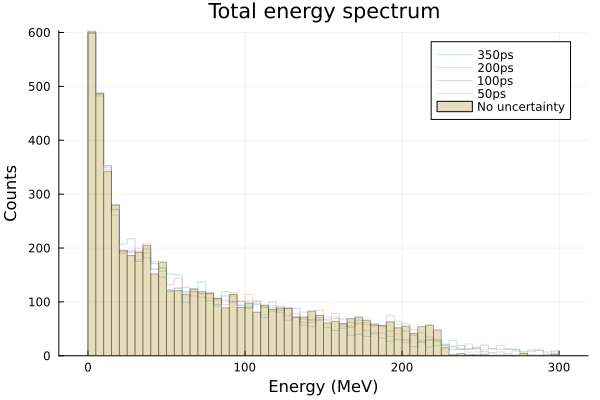 Total energy spectrum
350ps
200ps
100ps
50ps
No uncertainty
Counts
600
500
400
300
200
100
0
0 100 200 300
Energy (MeV)